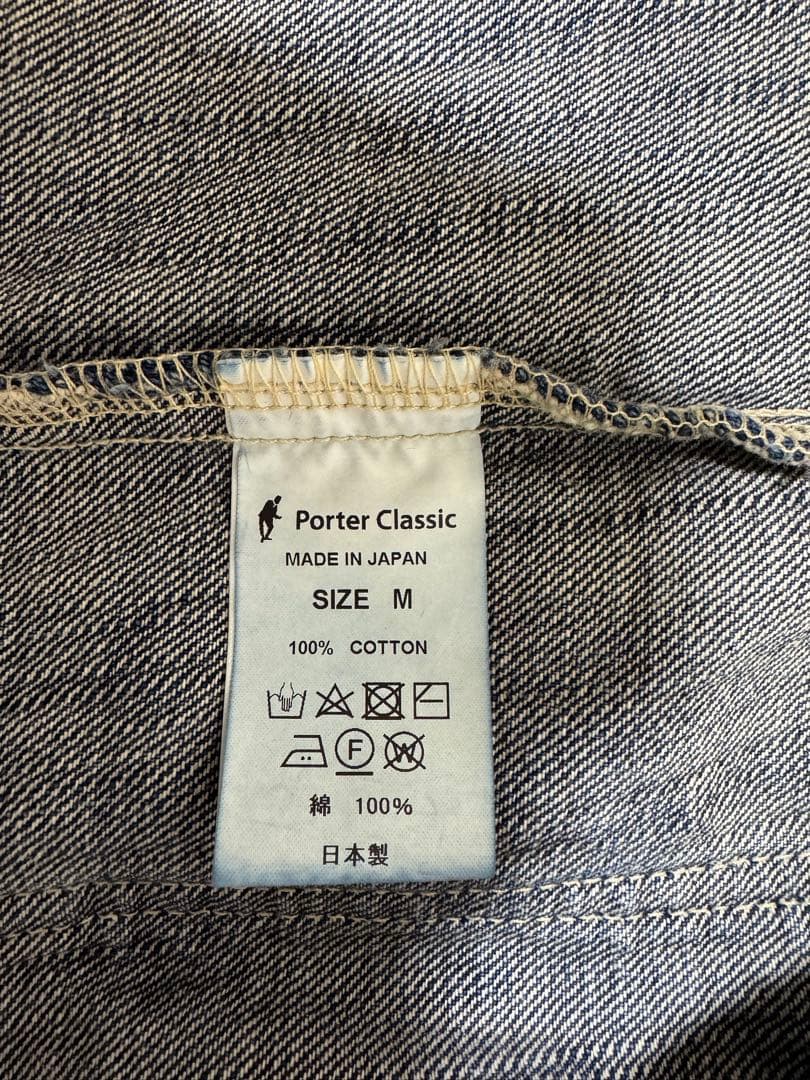 Porter Classic
MADE IN JAPAN
SIZE M
100% COTTON
F
W
綿 100%
日本製